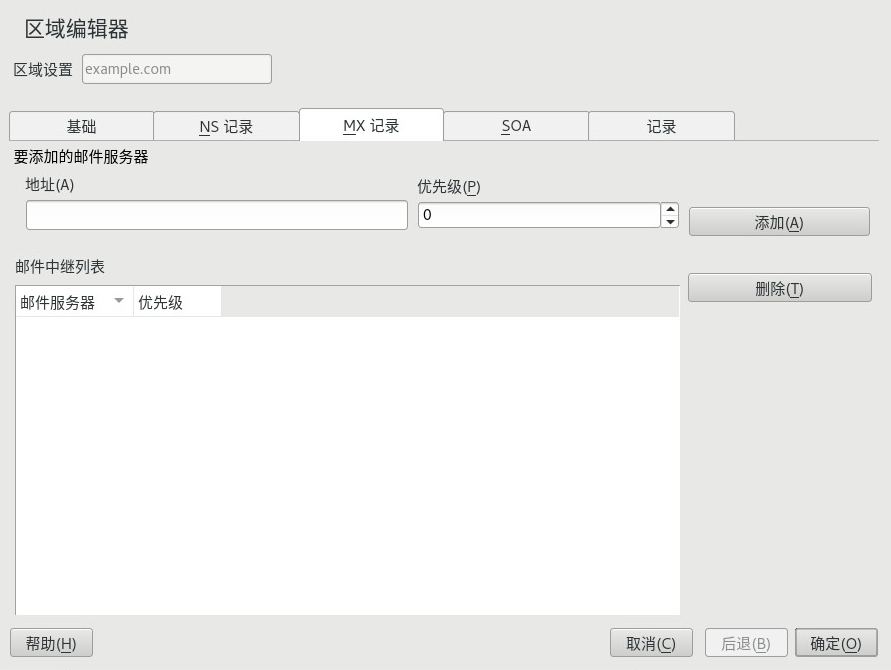 区域编辑器
区域设置 example.com
基础 NS 记录 MX 记录 SOA 记录
要添加的邮件服务器
地址(A) 优先级(P)
0 添加(A)
邮件中继列表
删除(T)
邮件服务器 优先级
帮助(H) 取消(C) 后退(B) 确定(O)